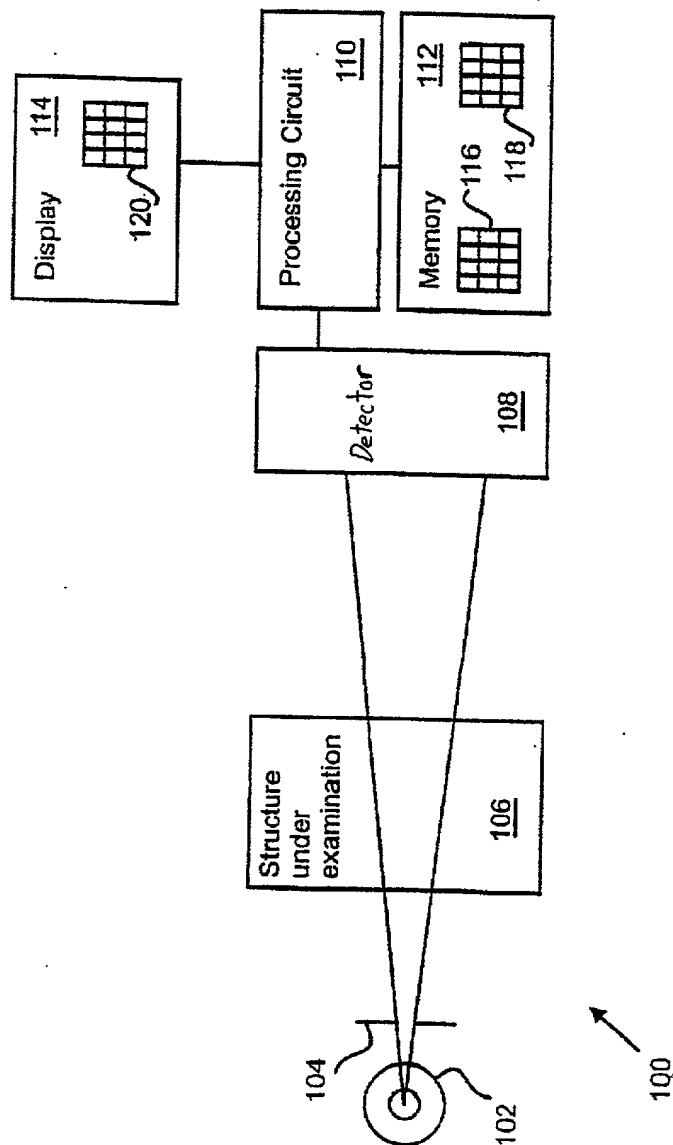 Display
114
120
Processing Circuit
110
Memory
112
116
118
Detector
108
Structure
under
examination
106
104
102
100